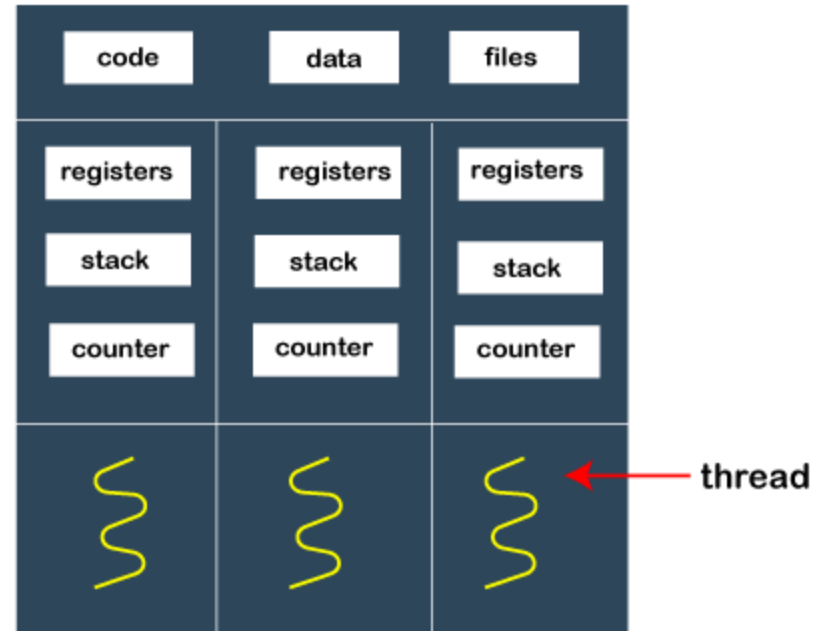 code data files
registers registers registers
stack stack stack
counter counter counter
thread